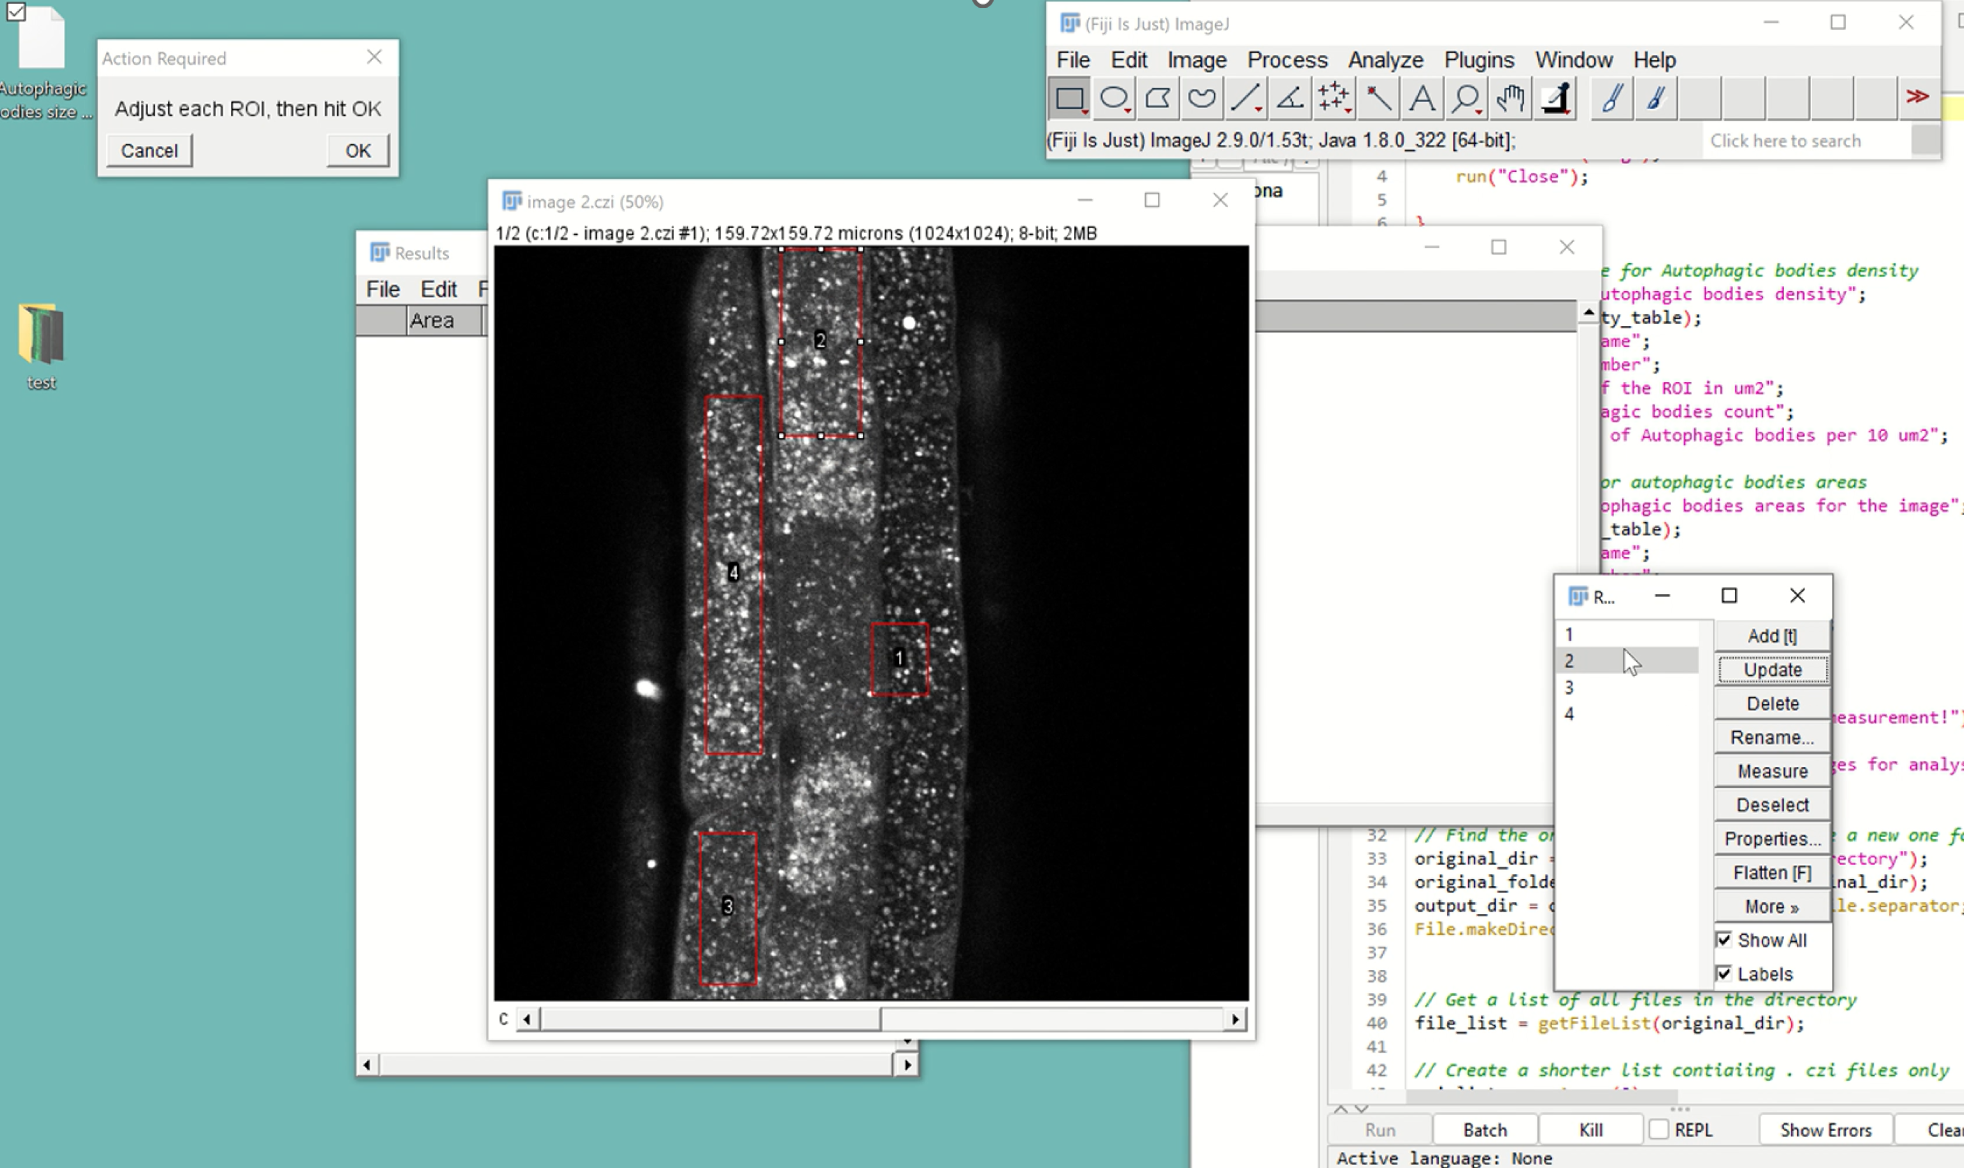 Autophagic
odies size ...
test
Action Required
Adjust each ROI, then hit OK
Cancel
OK
Results
File Edit
Area
image 2.czi (50%)
1/2 (c:1/2 - image 2.czi #1); 159.72x159.72 microns (1024x1024); 8-bit; 2MB
2
4
1
3
C
(Fiji Is Just) ImageJ
File Edit Image Process Analyze Plugins Window Help
(Fiji Is Just) ImageJ 2.9.0/1.53t; Java 1.8.0_322 [64-bit];
Click here to search
ona
4 run("Close");
5
6 }
e for Autophagic bodies density
utophagic bodies density";
ty_table);
ame";
mber";
f the ROI in um2";
agic bodies count";
of Autophagic bodies per 10 um2";
or autophagic bodies areas
ophagic bodies areas for the image";
_table);
ame";
R...
1
2
3
4
Add [t]
Update
Delete
Rename...
Measure
Deselect
Properties...
Flatten [F]
More »
Show All
Labels
easurement!")
ges for analys
32 // Find the or
e a new one fo
33 original_dir =
ectory");
34 original_folde
nal_dir);
35 output_dir =
le.separator;
36 File.makeDirec
37
38
39 // Get a list of all files in the directory
40 file_list = getFileList(original_dir);
41
42 // Create a shorter list contiaiing . czi files only
Run Batch Kill REPL Show Errors Clea
Active language: None